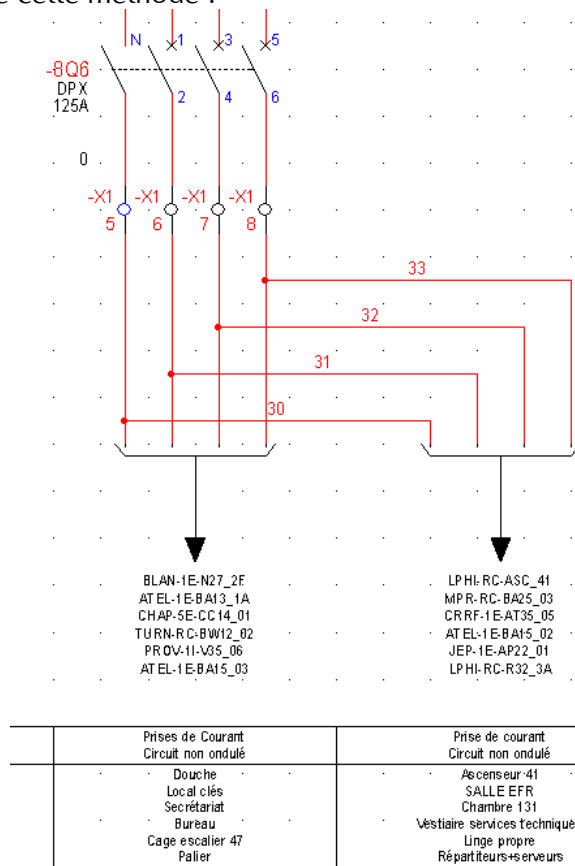 e cette méthode :
N 1 3 5
-8Q6
DPX
125A
2 4 6
0
-X1 -X1 -X1 -X1
5 6 7 8
33
32
31
30
BLAN-1E-N27_2F
ATEL-1E-BA13_1A
CHAP-5E-CC14_01
TURN-RC-BW12_02
PROV-1I-V35_06
ATEL-1E-BA15_03
LPHI-RC-ASC_41
MPR-RC-BA25_03
CRRF-1E-AT35_05
ATEL-1E-BA15_02
JEP-1E-AP22_01
LPHI-RC-R32_3A
Prises de Courant
Circuit non ondulé
Prise de courant
Circuit non ondulé
Douche
Local clés
Secrétariat
Bureau
Cage escalier 47
Palier
Ascenseur 41
SALLE EFR
Chambre 131
Vestiaire services technique
Linge propre
Répartiteurs+serveurs